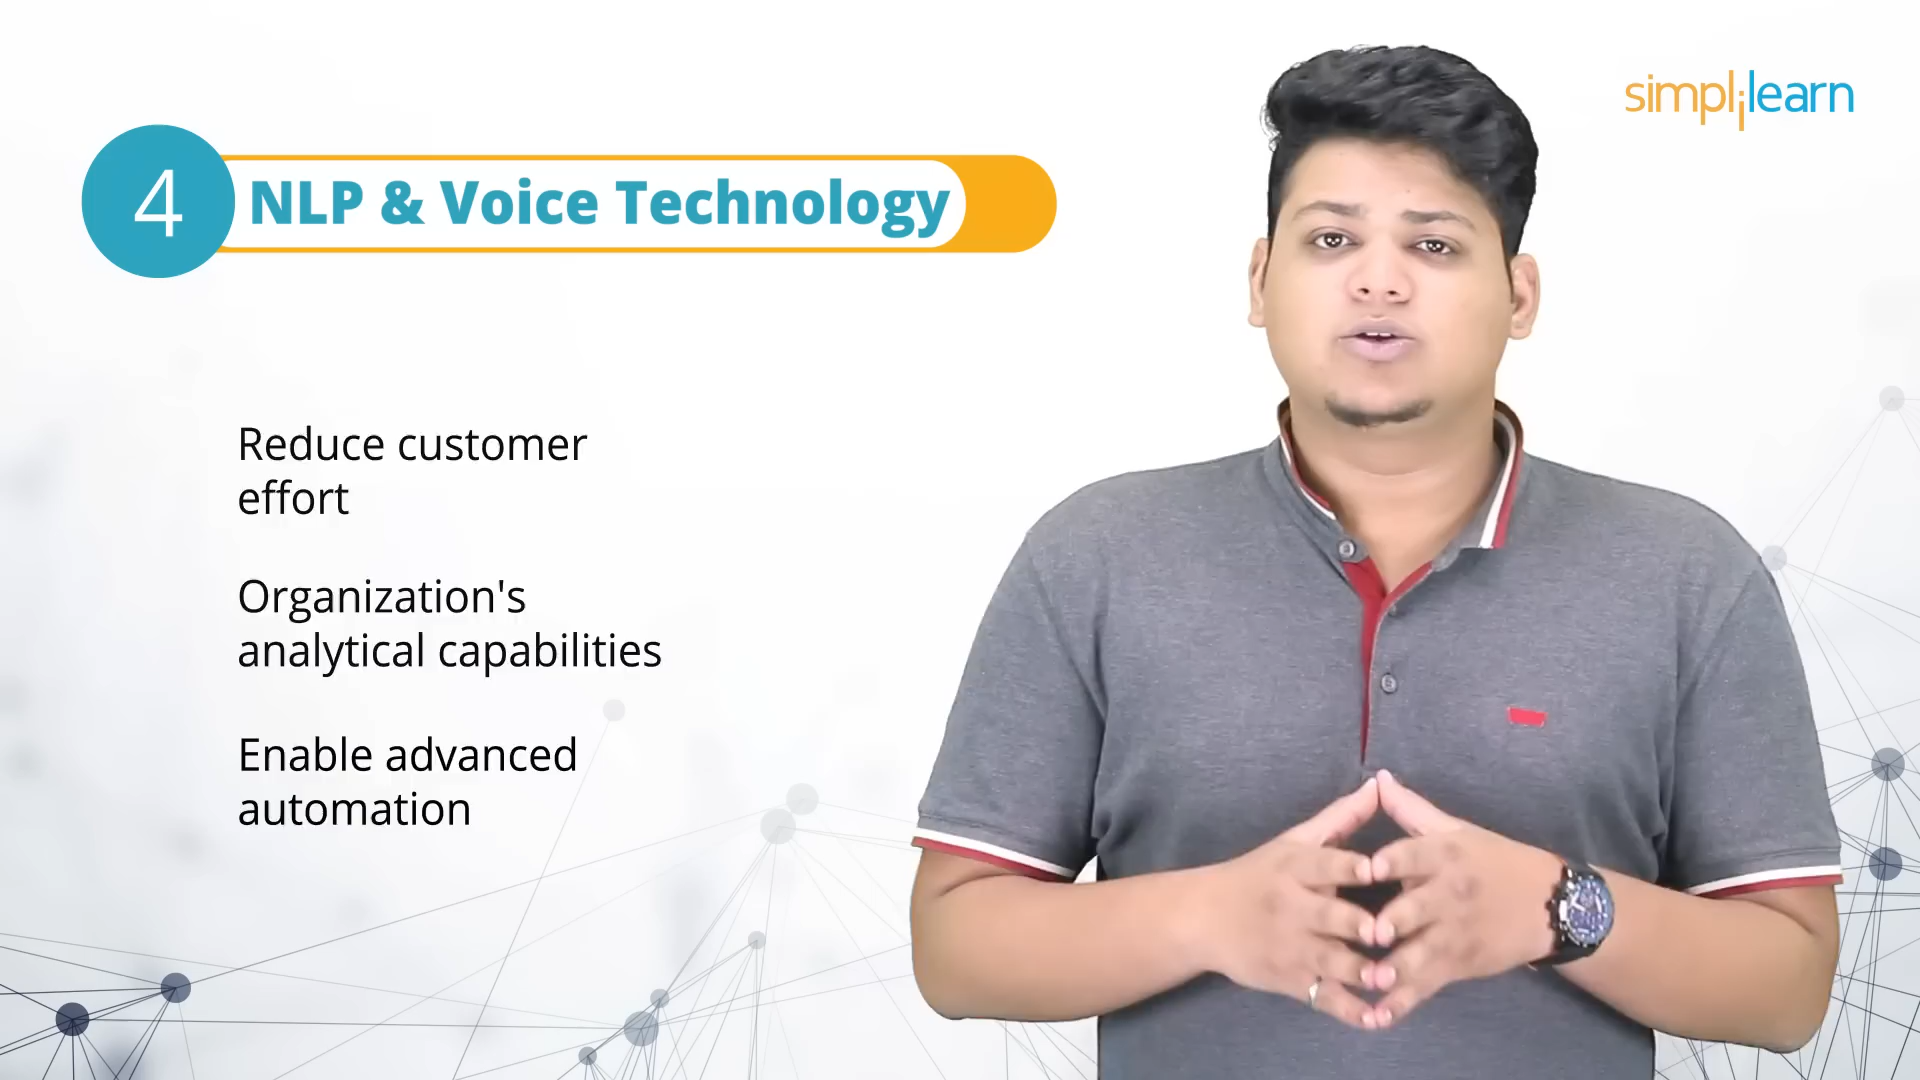 simplilearn
4
NLP & Voice Technology
Reduce customer
effort
Organization's
analytical capabilities
Enable advanced
automation